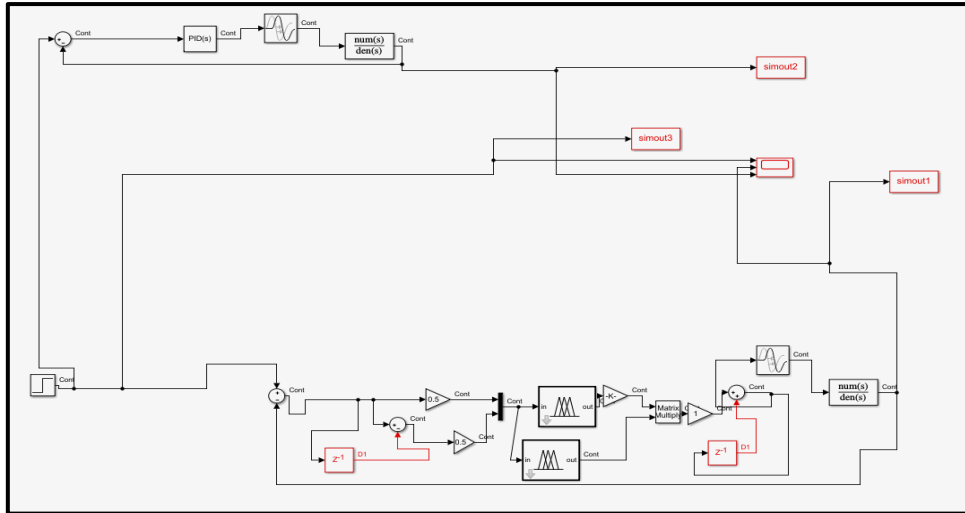 Cont
PID(s)
Cont
Cont
num(s)
den(s)
Cont
simout2
simout3
simout1
Cont
Cont
Cont
Cont
0.5
Cont
0.5
Cont
z-1
D1
Cont
in
out
-K-
Cont
in
out
Cont
Matrix
Multiply
1
Cont
z-1
D1
Cont
num(s)
den(s)
Cont